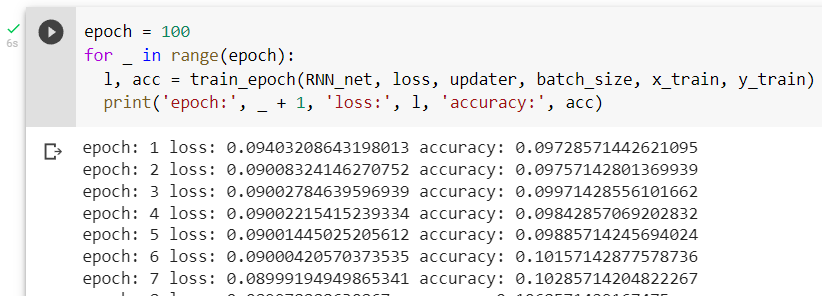 6s
epoch = 100
for _ in range(epoch):
l, acc = train_epoch(RNN_net, loss, updater, batch_size, x_train, y_train)
print('epoch:', _ + 1, 'loss:', l, 'accuracy:', acc)
epoch: 1 loss: 0.09403208643198013 accuracy: 0.09728571442621095
epoch: 2 loss: 0.09008324146270752 accuracy: 0.09757142801369939
epoch: 3 loss: 0.09002784639596939 accuracy: 0.09971428556101662
epoch: 4 loss: 0.09002215415239334 accuracy: 0.09842857069202832
epoch: 5 loss: 0.09001445025205612 accuracy: 0.09885714245694024
epoch: 6 loss: 0.09000420570373535 accuracy: 0.10157142877578736
epoch: 7 loss: 0.08999194949865341 accuracy: 0.10285714204822267